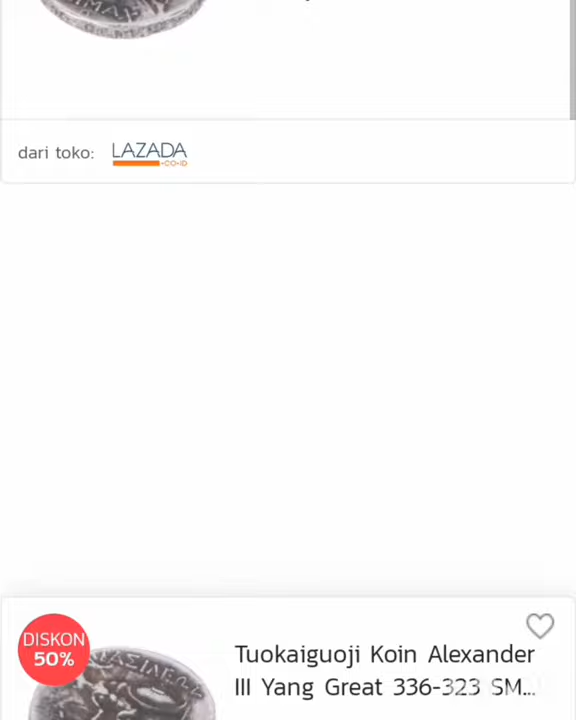 dari toko:
LAZADA
.CO.ID
DISKON
50%
Tuokaiguoji Koin Alexander
III Yang Great 336-323 SM...